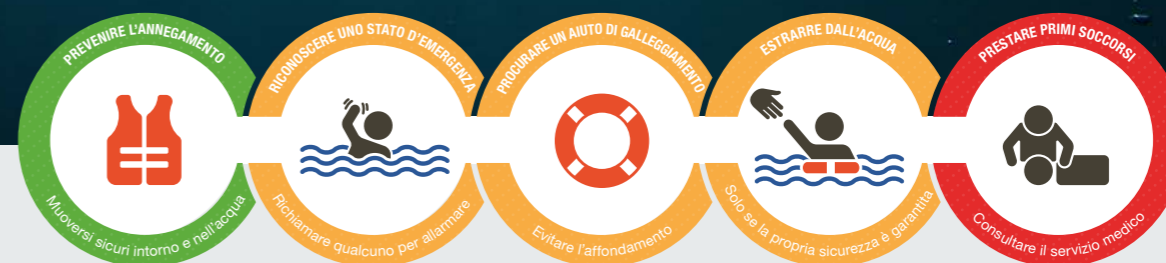 PREVENIRE L'ANNEGAMENTO
Muoversi sicuri intorno e nell'acqua
RICONOSCERE UNO STATO D'EMERGENZA
Richiamare qualcuno per allarmare
PROCURARE UN AIUTO DI GALLEGGIAMENTO
Evitare l'affondamento
ESTRARRE DALL'ACQUA
Solo se la propria sicurezza è garantita
PRESTARE PRIMI SOCCORSI
Consultare il servizio medico